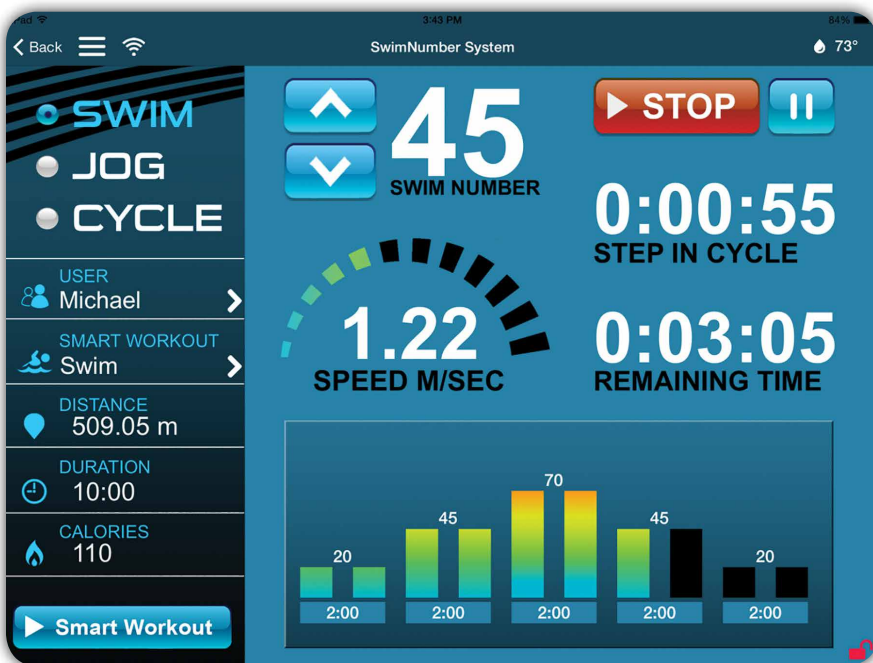 iPad 3:43 PM 84%
Back SwimNumber System 73°
SWIM
JOG
CYCLE
USER
Michael
SMART WORKOUT
Swim
DISTANCE
509.05 m
DURATION
10:00
CALORIES
110
Smart Workout
45
SWIM NUMBER
STOP
0:00:55
STEP IN CYCLE
1.22
SPEED M/SEC
0:03:05
REMAINING TIME
20 45 70 45 20
2:00 2:00 2:00 2:00 2:00